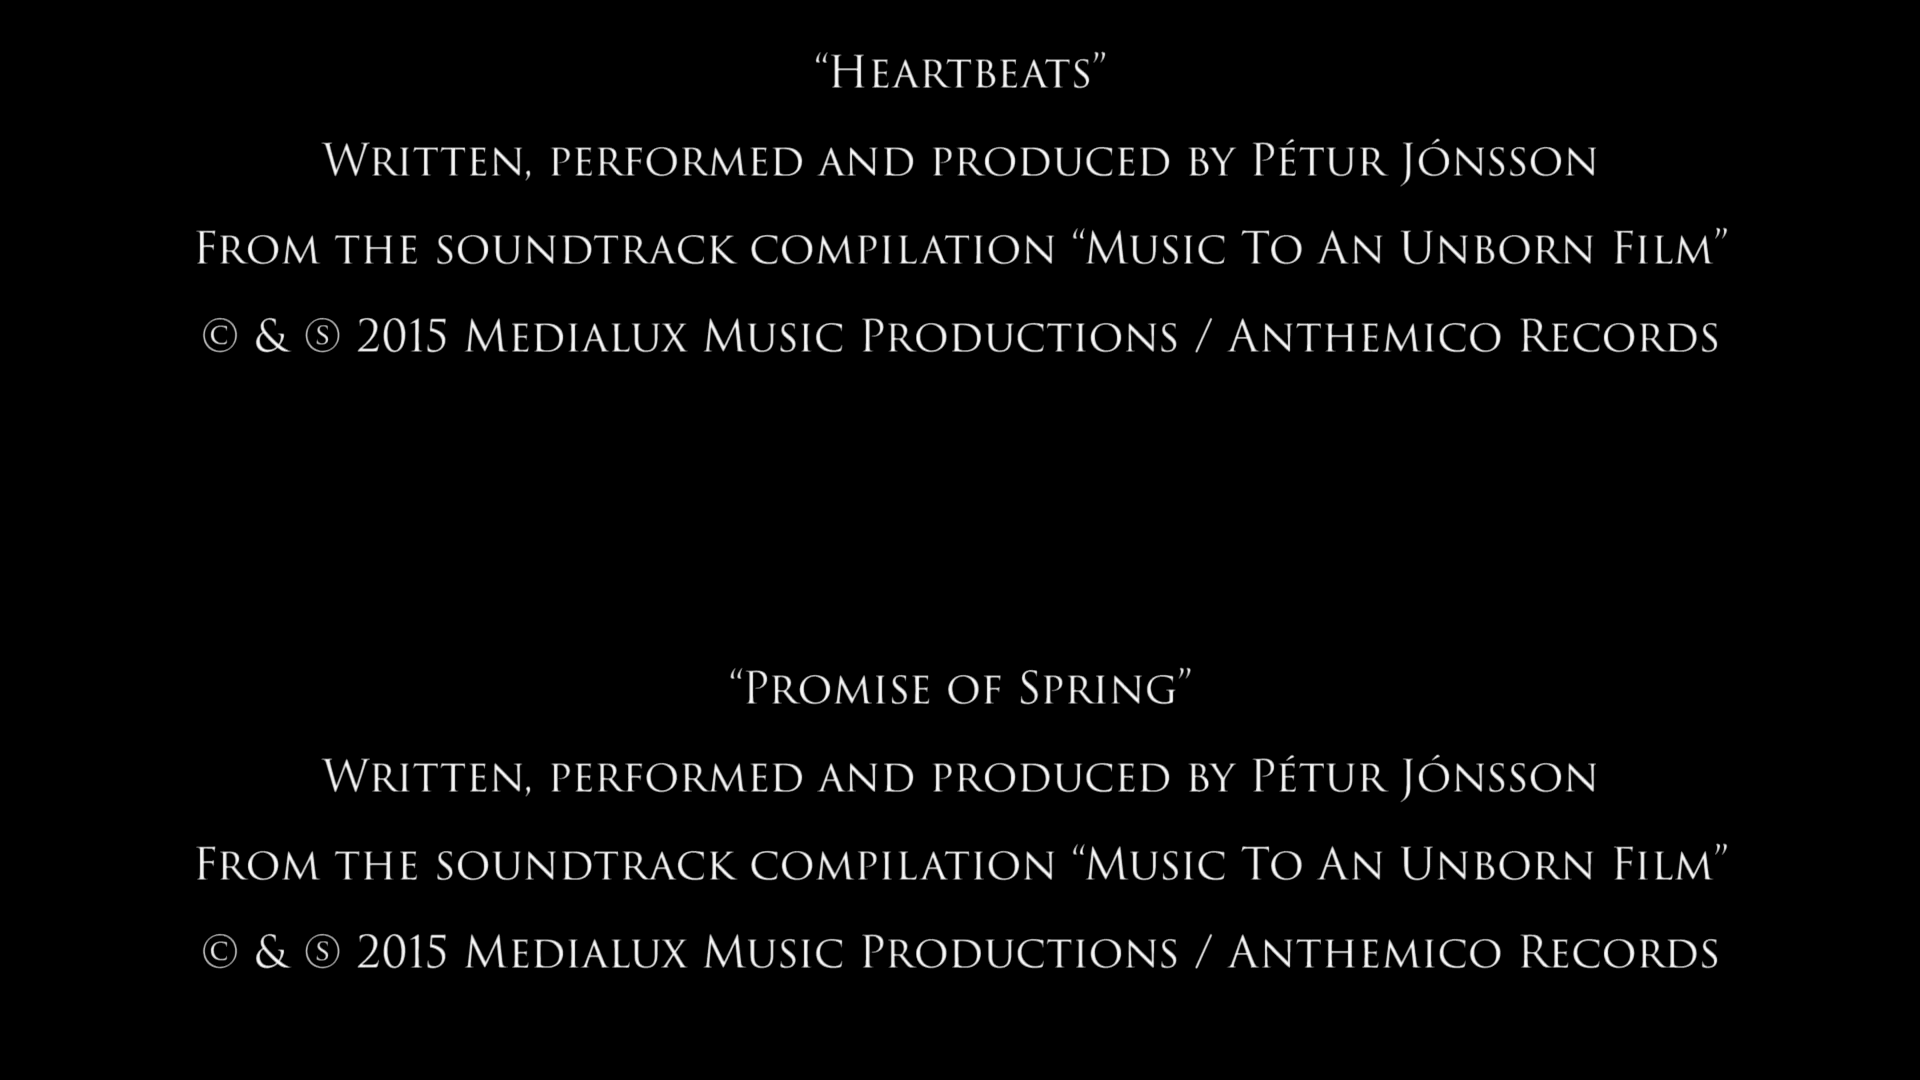 “Heartbeats”
Written, performed and produced by Pétur Jónsson
From the soundtrack compilation “Music To An Unborn Film”
© & Ⓢ 2015 Medialux Music Productions / Anthemico Records
“Promise of Spring”
Written, performed and produced by Pétur Jónsson
From the soundtrack compilation “Music To An Unborn Film”
© & Ⓢ 2015 Medialux Music Productions / Anthemico Records